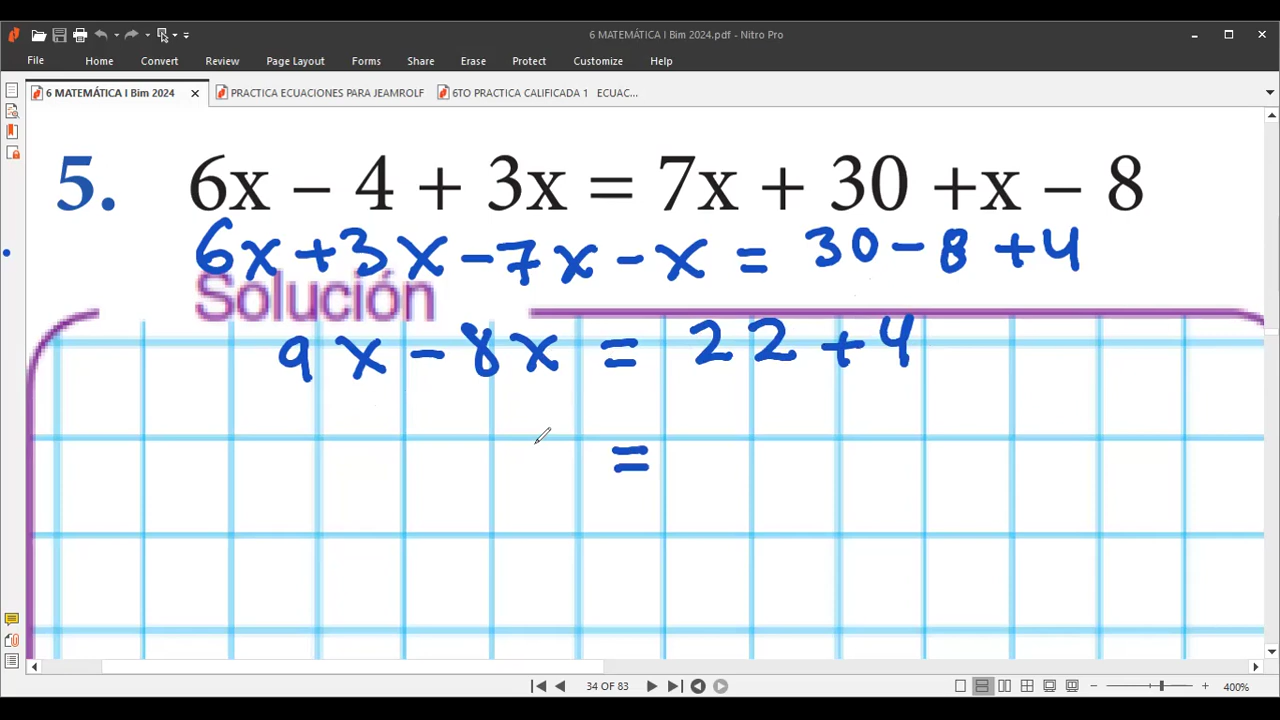 6 MATEMÁTICA I Bim 2024.pdf - Nitro Pro
File Home Convert Review Page Layout Forms Share Erase Protect Customize Help
6 MATEMÁTICA I Bim 2024 PRACTICA ECUACIONES PARA JEAMROLF 6TO PRACTICA CALIFICADA 1 ECUAC...
5. 6x – 4 + 3x = 7x + 30 +x – 8
6x+3x-7x-x = 30-8+4
Solución
9x-8x = 22+4
=
34 OF 83 400%